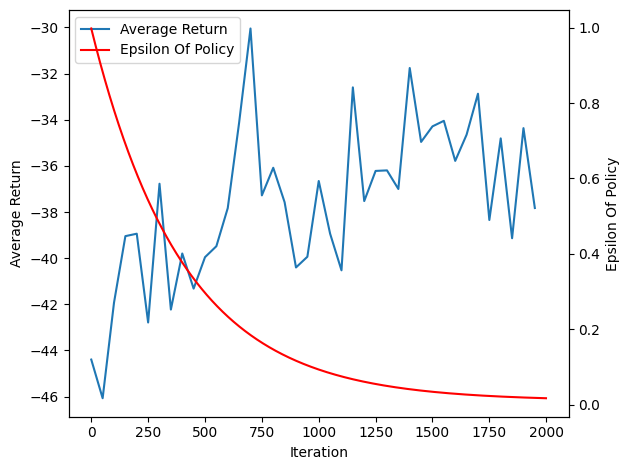 Average Return
Epsilon Of Policy
−30
−32
−34
−36
−38
−40
−42
−44
−46
Average Return
1.0
0.8
0.6
0.4
0.2
0.0
Epsilon Of Policy
0 250 500 750 1000 1250 1500 1750 2000
Iteration